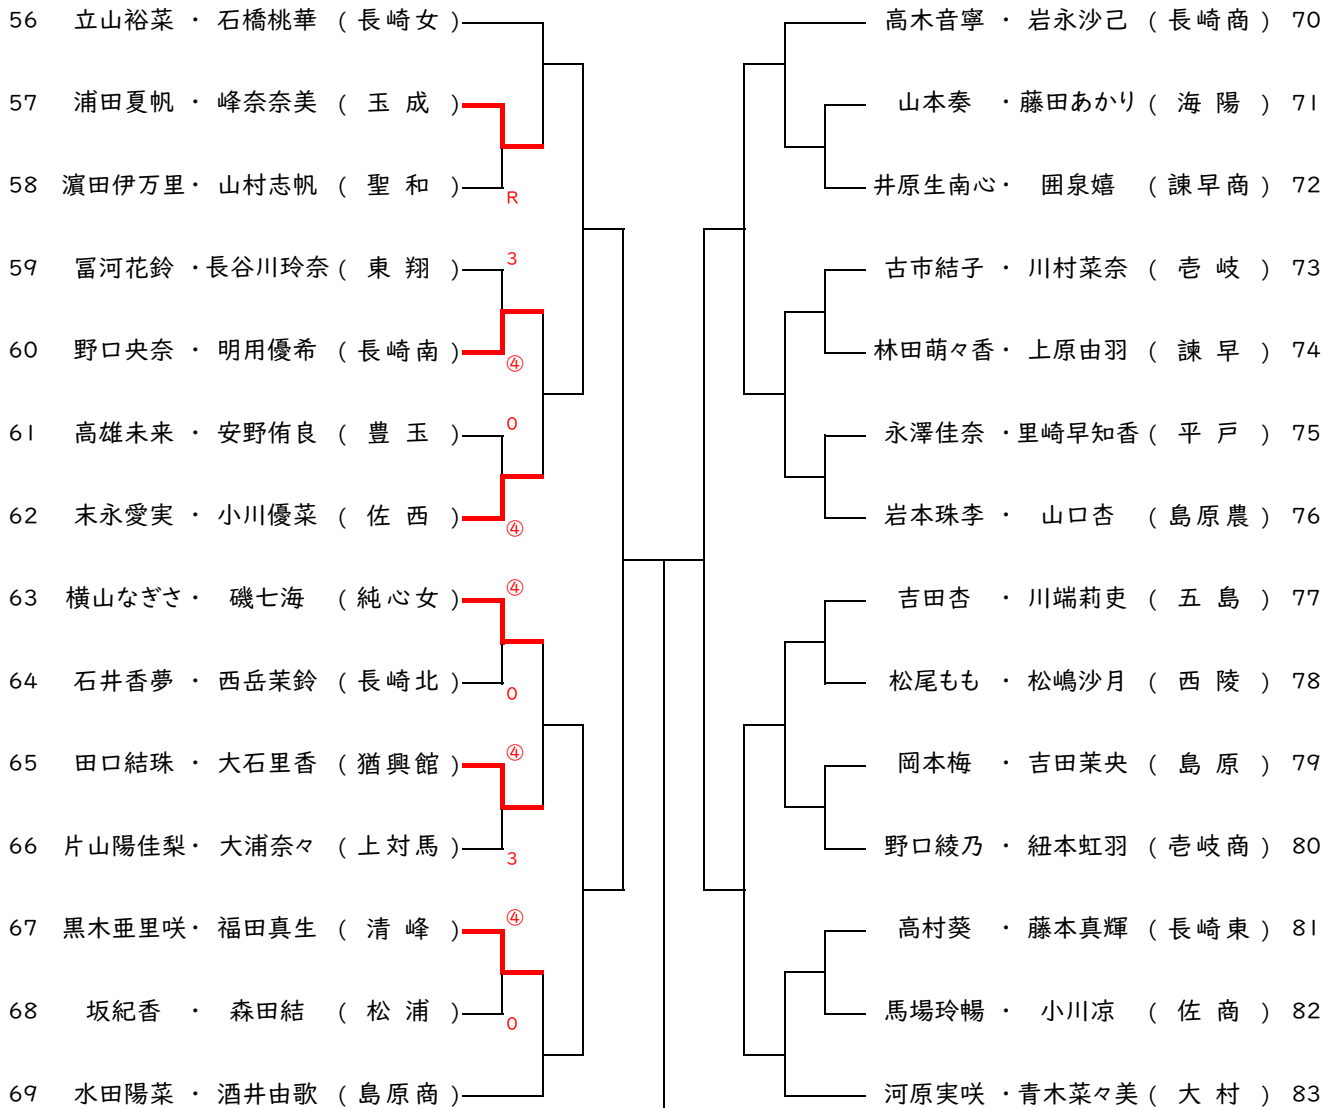 56 立山裕菜 ・ 石橋桃華 ( 長崎女 )
57 浦田夏帆 ・ 峰奈奈美 ( 玉成 )
58 濵田伊万里 ・ 山村志帆 ( 聖和 )
R
59 冨河花鈴 ・ 長谷川玲奈 ( 東翔 )
3
60 野口央奈 ・ 明用優希 ( 長崎南 )
④
61 高雄未来 ・ 安野侑良 ( 豊玉 )
0
62 末永愛実 ・ 小川優菜 ( 佐西 )
④
63 横山なぎさ ・ 磯七海 ( 純心女 )
④
64 石井香夢 ・ 西岳茉鈴 ( 長崎北 )
0
65 田口結珠 ・ 大石里香 ( 猶興館 )
④
66 片山陽佳梨 ・ 大浦奈々 ( 上対馬 )
3
67 黒木亜里咲 ・ 福田真生 ( 清峰 )
④
68 坂紀香 ・ 森田結 ( 松浦 )
0
69 水田陽菜 ・ 酒井由歌 ( 島原商 )
高木音寧 ・ 岩永沙己 ( 長崎商 ) 70
山本奏 ・ 藤田あかり ( 海陽 ) 71
井原生南心 ・ 囲泉嬉 ( 諫早商 ) 72
古市結子 ・ 川村菜奈 ( 壱岐 ) 73
林田萌々香 ・ 上原由羽 ( 諫早 ) 74
永澤佳奈 ・ 里崎早知香 ( 平戸 ) 75
岩本珠李 ・ 山口杏 ( 島原農 ) 76
吉田杏 ・ 川端莉吏 ( 五島 ) 77
松尾もも ・ 松嶋沙月 ( 西陵 ) 78
岡本梅 ・ 吉田茉央 ( 島原 ) 79
野口綾乃 ・ 紐本虹羽 ( 壱岐商 ) 80
高村葵 ・ 藤本真輝 ( 長崎東 ) 81
馬場玲暢 ・ 小川凉 ( 佐商 ) 82
河原実咲 ・ 青木菜々美 ( 大村 ) 83